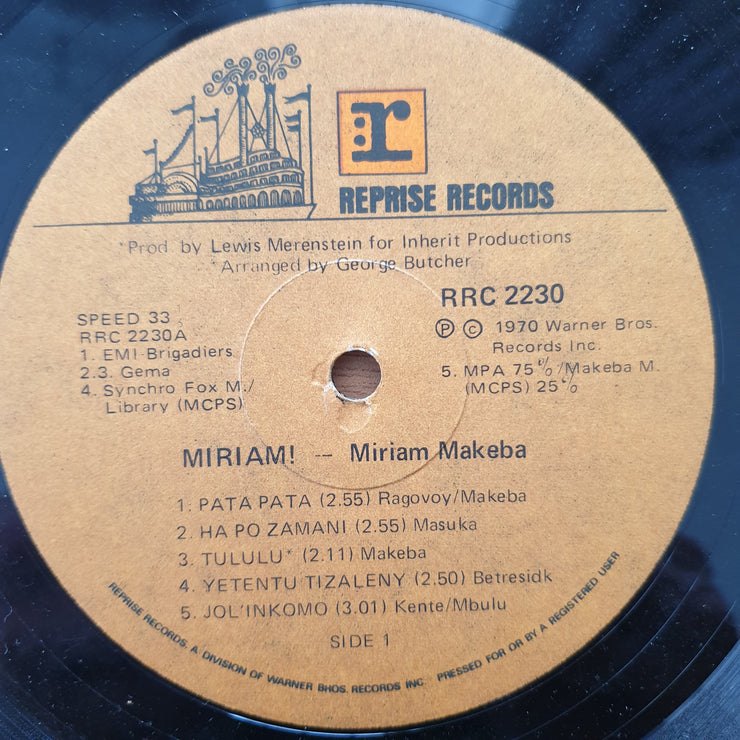 r
REPRISE RECORDS
*Prod. by Lewis Merenstein for Inherit Productions
*Arranged by George Butcher
SPEED 33
RRC 2230A
1. EMI Brigadiers
2.3. Gema
4. Synchro Fox M./
Library (MCPS)
RRC 2230
Ⓟ © 1970 Warner Bros.
Records Inc.
5. MPA 75%/Makeba M.
(MCPS) 25%
MIRIAM! -- Miriam Makeba
1. PATA PATA (2.55) Ragovoy/Makeba
2. HA PO ZAMANI (2.55) Masuka
3. TULULU* (2.11) Makeba
4. YETENTU TIZALENY (2.50) Betresidk
5. JOL'INKOMO (3.01) Kente/Mbulu
SIDE 1
REPRISE RECORDS. A DIVISION OF WARNER BROS. RECORDS INC. PRESSED FOR OR BY A REGISTERED USER